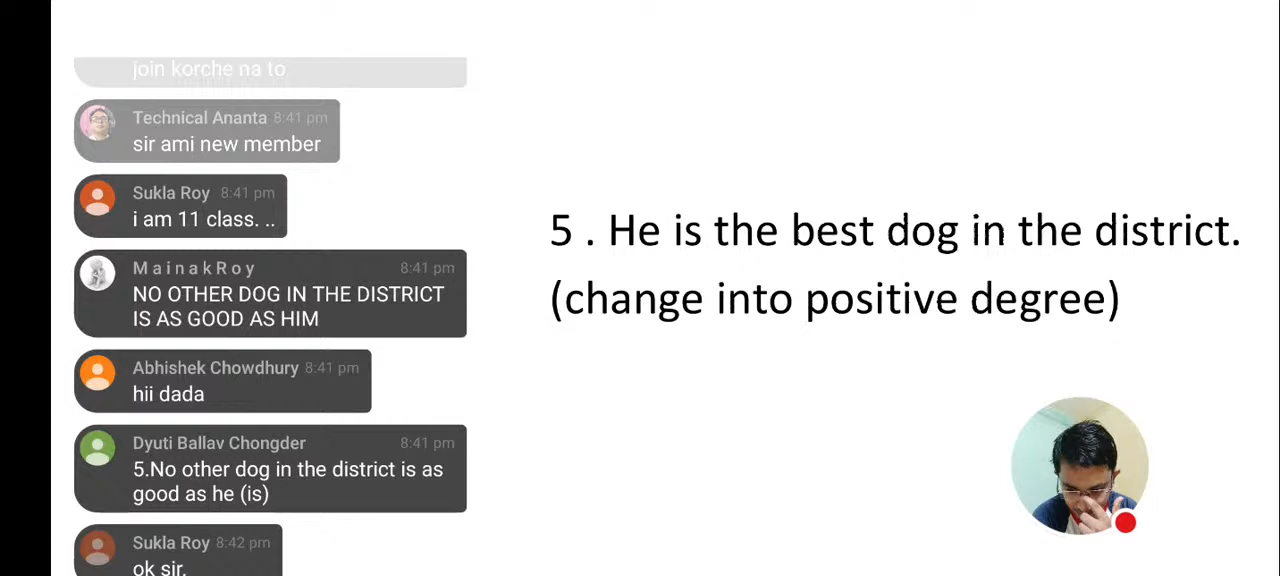 join korche na to
Technical Ananta 8:41 pm
sir ami new member
Sukla Roy 8:41 pm
i am 11 class. ..
M a i n a k R o y 8:41 pm
NO OTHER DOG IN THE DISTRICT
IS AS GOOD AS HIM
Abhishek Chowdhury 8:41 pm
hii dada
Dyuti Ballav Chongder 8:41 pm
5.No other dog in the district is as
good as he (is)
Sukla Roy 8:42 pm
ok sir.
5 . He is the best dog in the district.
(change into positive degree)